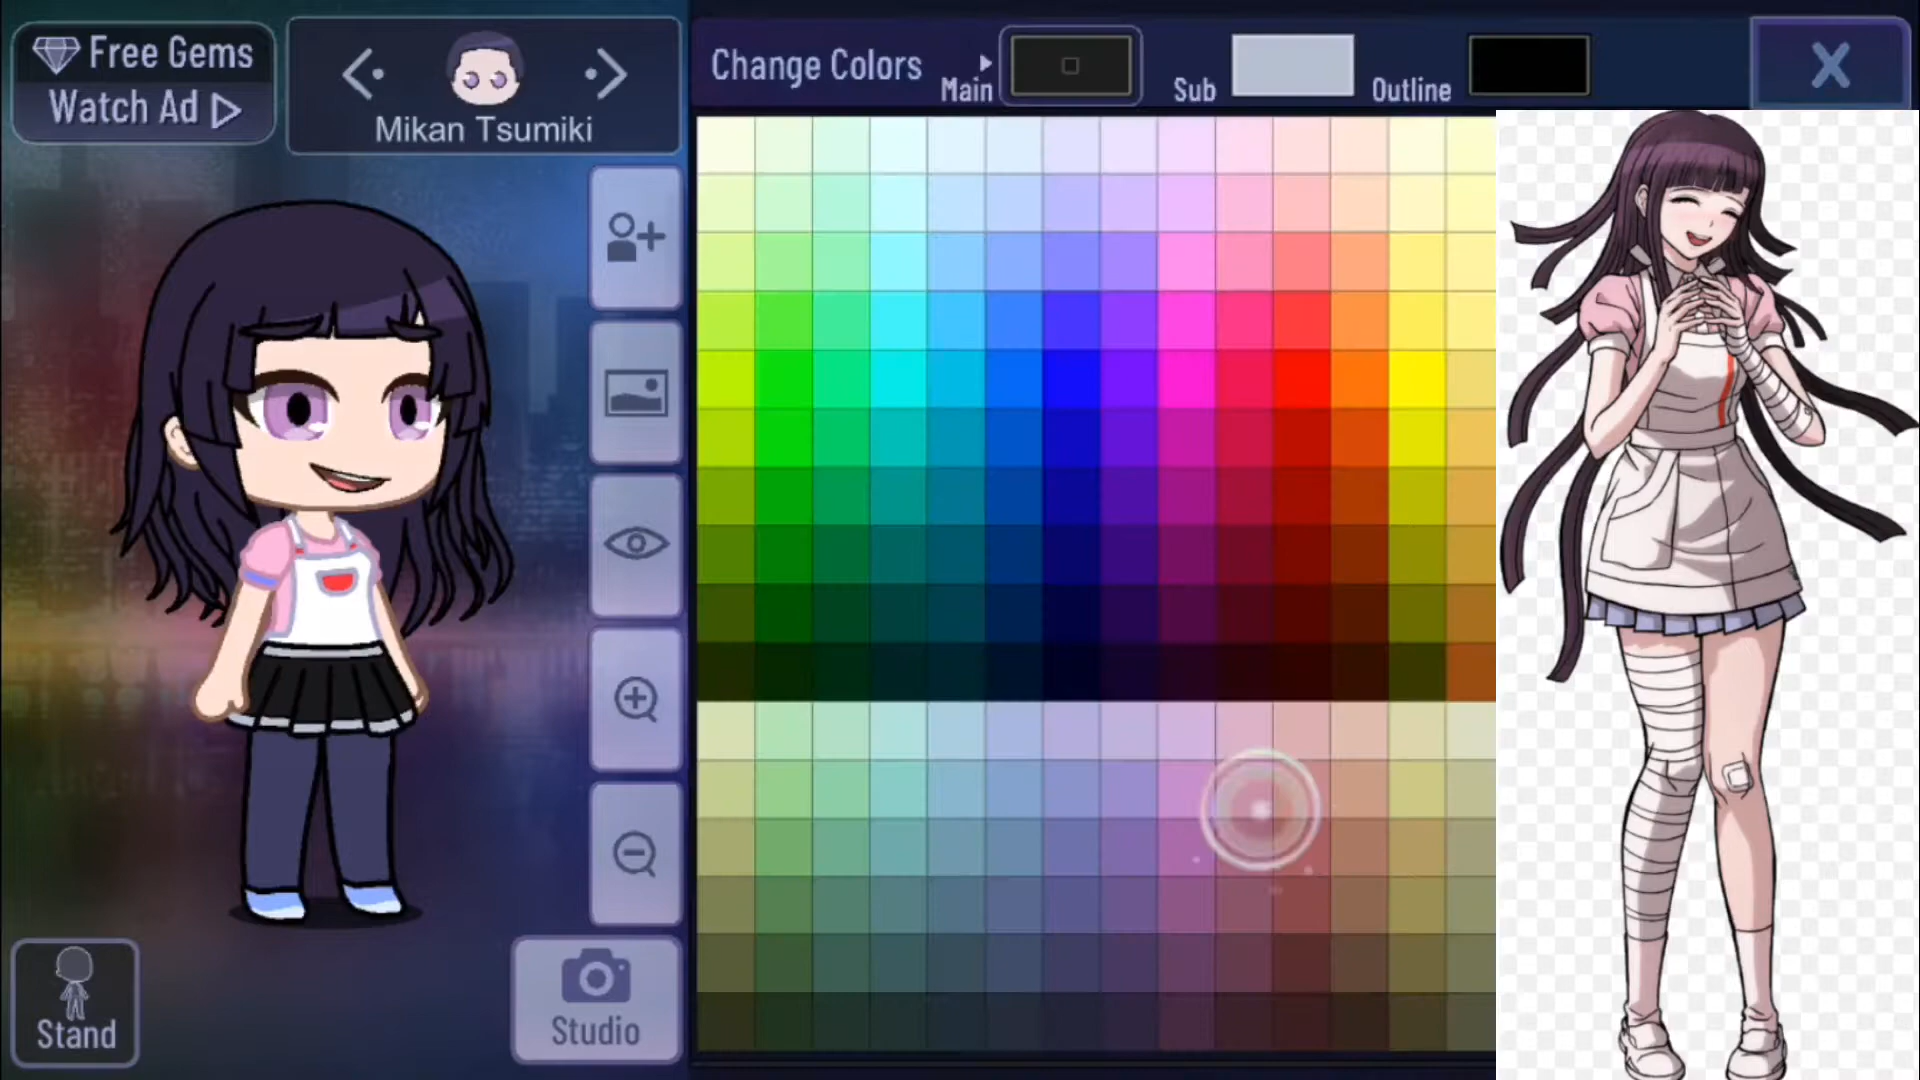 Free Gems
Watch Ad
Mikan Tsumiki
Change Colors
Main
Sub
Outline
X
Stand
Studio